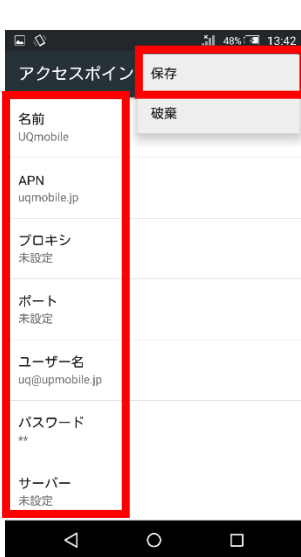 48% 13:42
アクセスポイン
保存
破棄
名前
UQmobile
APN
uqmobile.jp
プロキシ
未設定
ポート
未設定
ユーザー名
uq@upmobile.jp
パスワード
**
サーバー
未設定